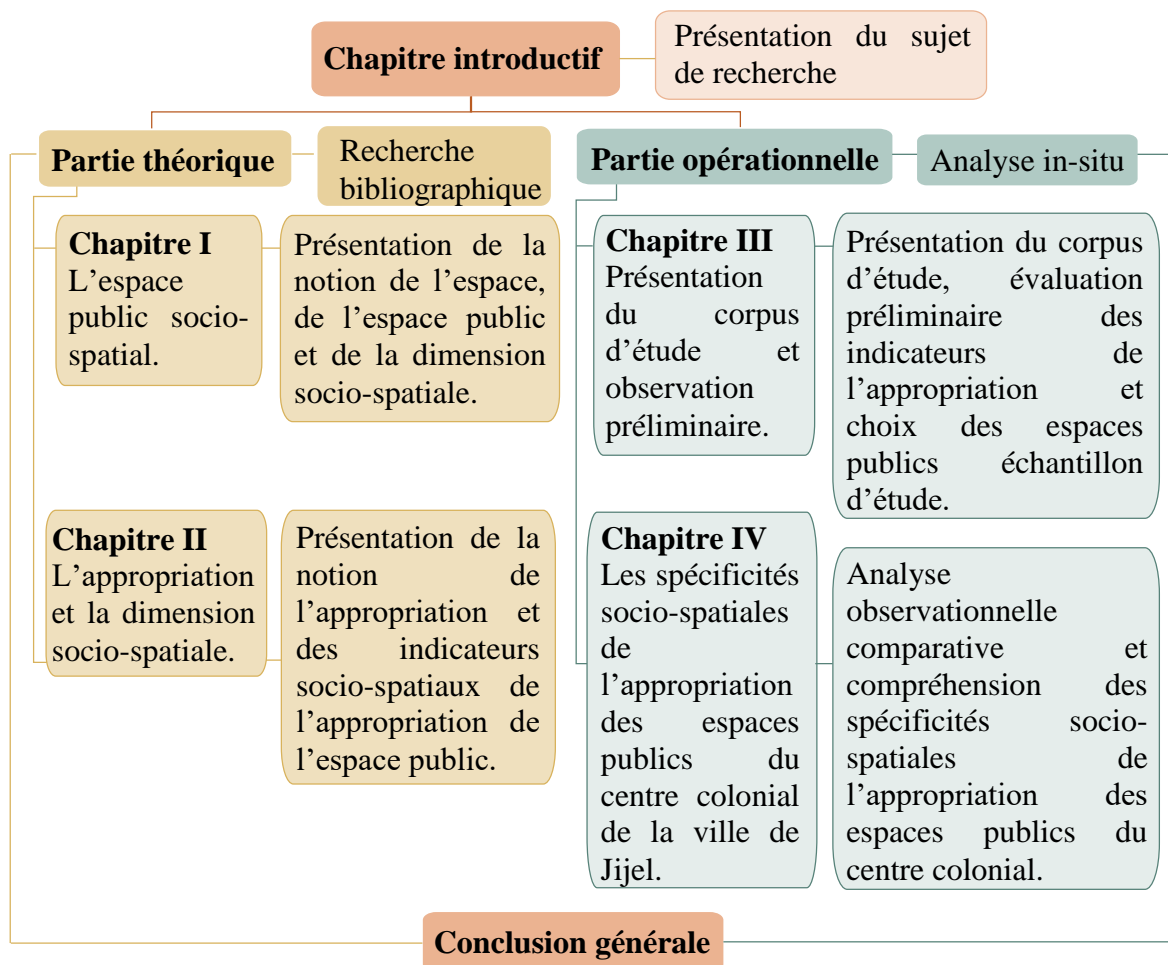 Chapitre introductif
Présentation du sujet
de recherche
Partie théorique
Recherche
bibliographique
Chapitre I
L’espace
public socio-
spatial.
Présentation de la
notion de l’espace,
de l’espace public
et de la dimension
socio-spatiale.
Chapitre II
L’appropriation
et la dimension
socio-spatiale.
Présentation de la
notion de
l’appropriation et
des indicateurs
socio-spatiaux de
l’appropriation de
l’espace public.
Partie opérationnelle
Analyse in-situ
Chapitre III
Présentation
du corpus
d’étude et
observation
préliminaire.
Présentation du corpus
d’étude, évaluation
préliminaire des
indicateurs de
l’appropriation et
choix des espaces
publics échantillon
d’étude.
Chapitre IV
Les spécificités
socio-spatiales
de
l’appropriation
des espaces
publics du
centre colonial
de la ville de
Jijel.
Analyse
observationnelle
comparative et
compréhension des
spécificités socio-
spatiales de
l’appropriation des
espaces publics du
centre colonial.
Conclusion générale